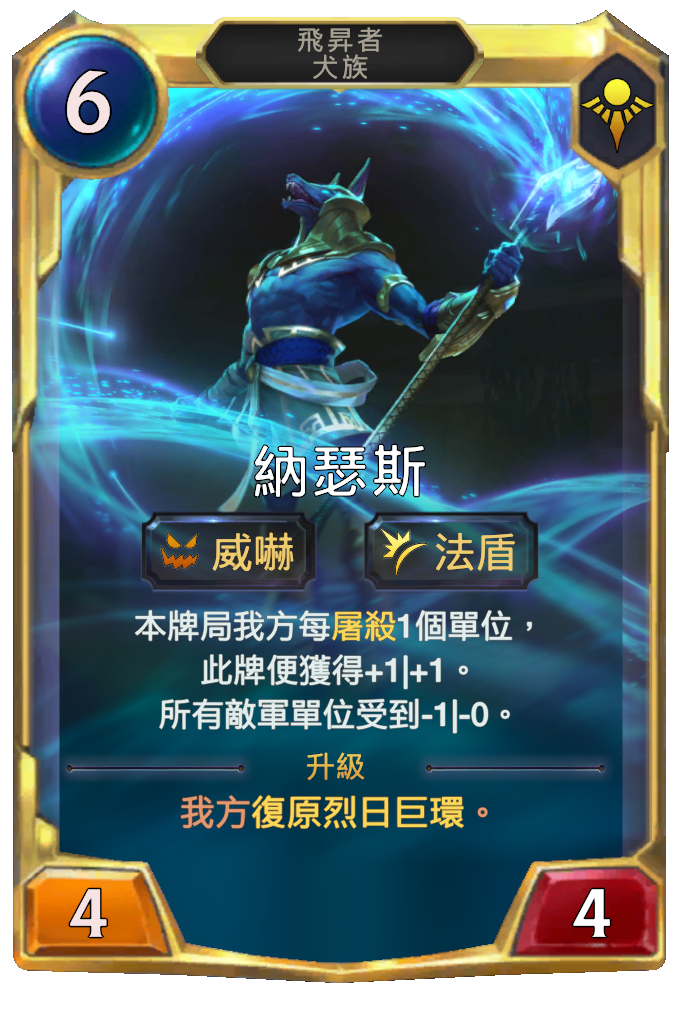 飛昇者
犬族
6
納瑟斯
威嚇
法盾
本牌局我方每屠殺1個單位，
此牌便獲得+1|+1。
所有敵軍單位受到-1|-0。
升級
我方復原烈日巨環。
4
4